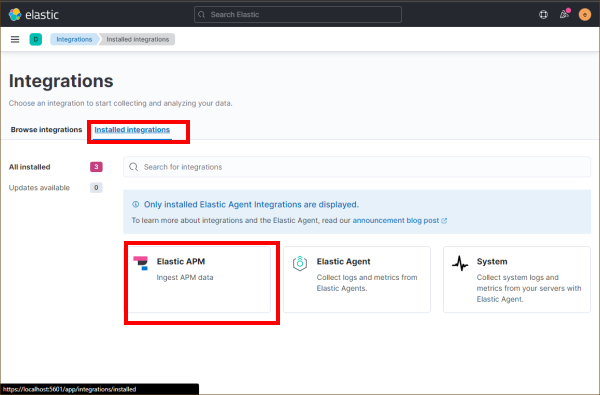 elastic
Search Elastic
e
D
Integrations
Installed integrations
Integrations
Choose an integration to start collecting and analyzing your data.
Browse integrations
Installed integrations
All installed
3
Updates available
0
Search for integrations
Only installed Elastic Agent Integrations are displayed.
To learn more about integrations and the Elastic Agent, read our announcement blog post
Elastic APM
Ingest APM data
Elastic Agent
Collect logs and metrics from
Elastic Agents.
System
Collect system logs and
metrics from your servers with
Elastic Agent.
https://localhost:5601/app/integrations/installed